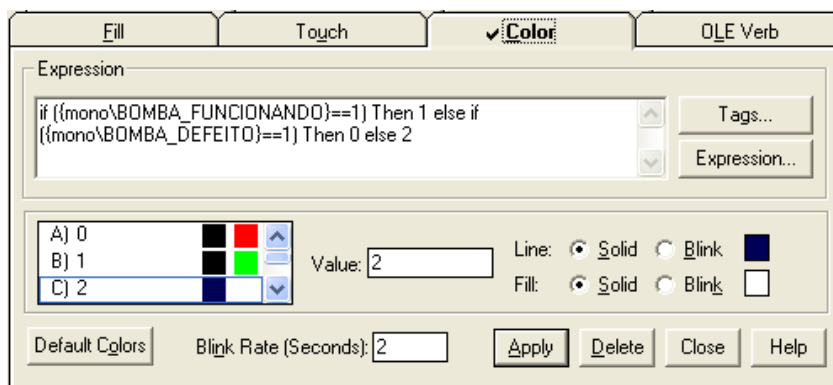 Fill Touch Color OLE Verb
Expression
if ({mono\BOMBA_FUNCIONANDO}==1) Then 1 else if
({mono\BOMBA_DEFEITO}==1) Then 0 else 2
Tags...
Expression...
A) 0
B) 1
C) 2
Value: 2
Line: Solid Blink
Fill: Solid Blink
Default Colors Blink Rate (Seconds): 2 Apply Delete Close Help